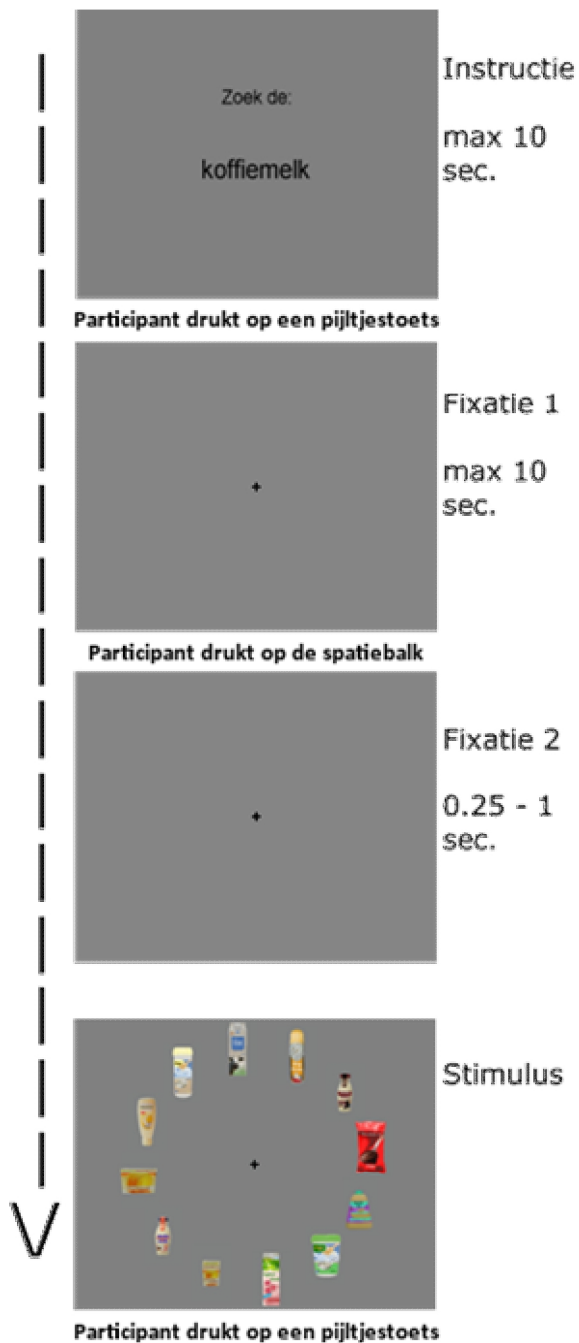 Zoek de:
koffiemelk
Instructie
max 10
sec.
Participant drukt op een pijltjestoets
Fixatie 1
max 10
sec.
Participant drukt op de spatiebalk
Fixatie 2
0.25 - 1
sec.
Stimulus
Participant drukt op een pijltjestoets